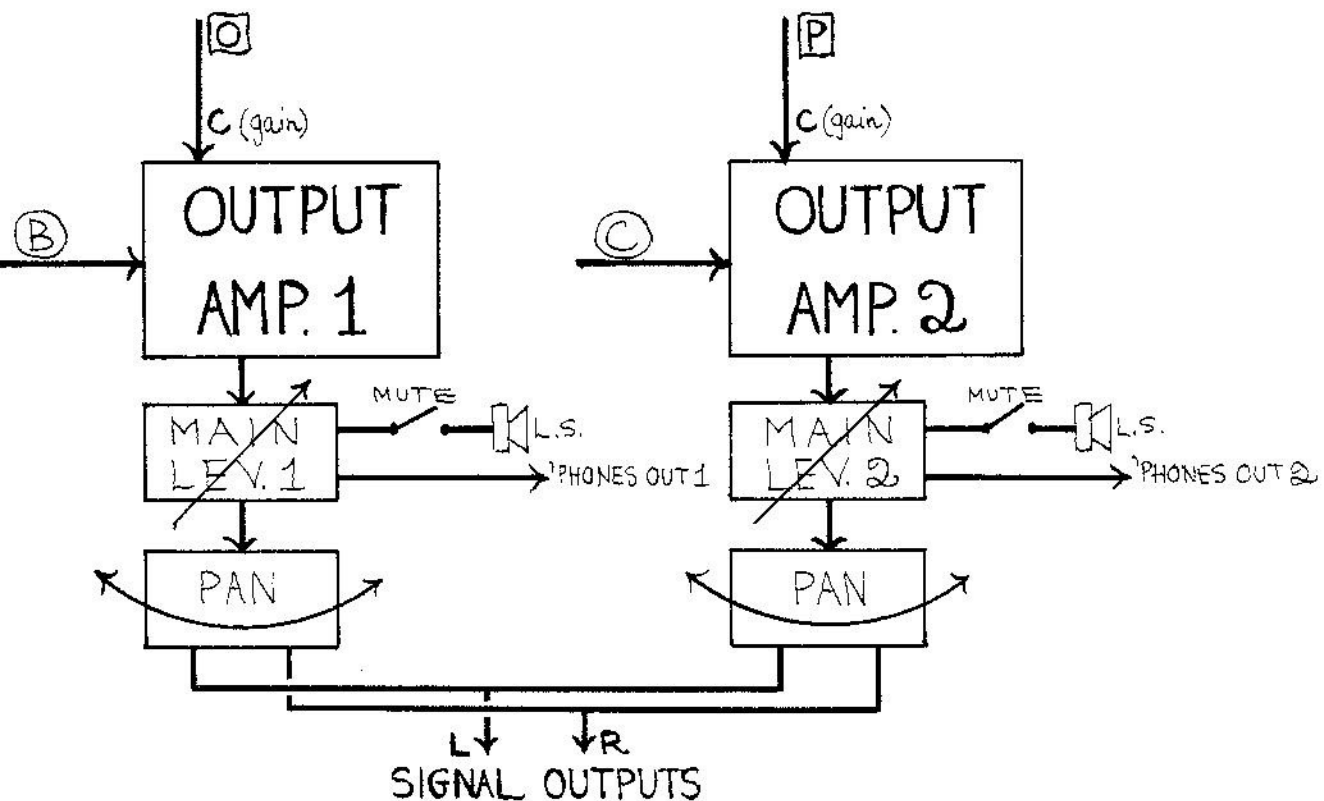 O
P
C (gain)
C (gain)
B
OUTPUT
AMP. 1
C
OUTPUT
AMP. 2
MUTE
L.S.
MAIN
LEV. 1
'PHONES OUT 1
MUTE
L.S.
MAIN
LEV. 2
'PHONES OUT 2
PAN
PAN
L
R
SIGNAL OUTPUTS